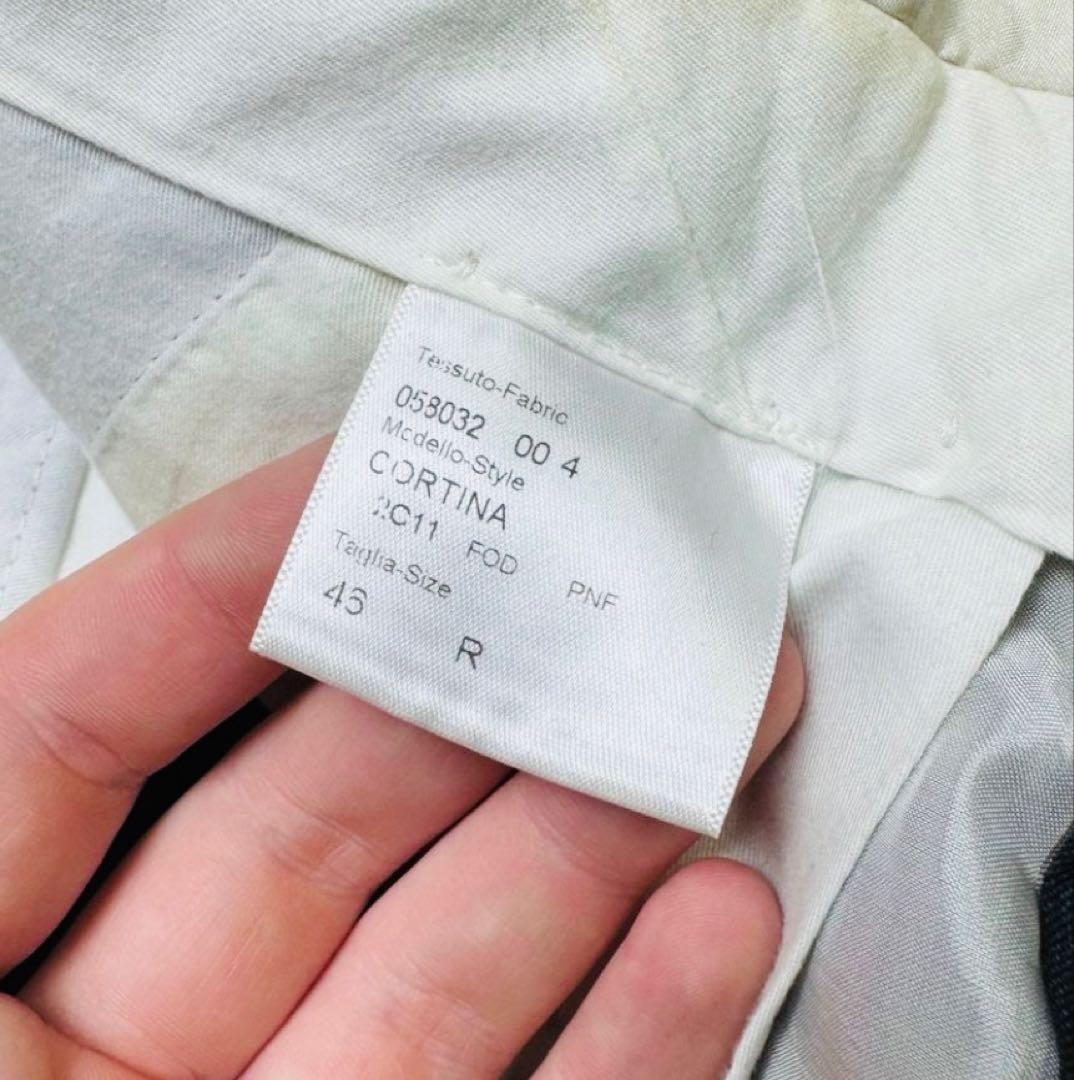 Tessuto-Fabric
058032 00 4
Modello-Style
CORTINA
2C11 FOD PNF
Taglia-Size
46 R